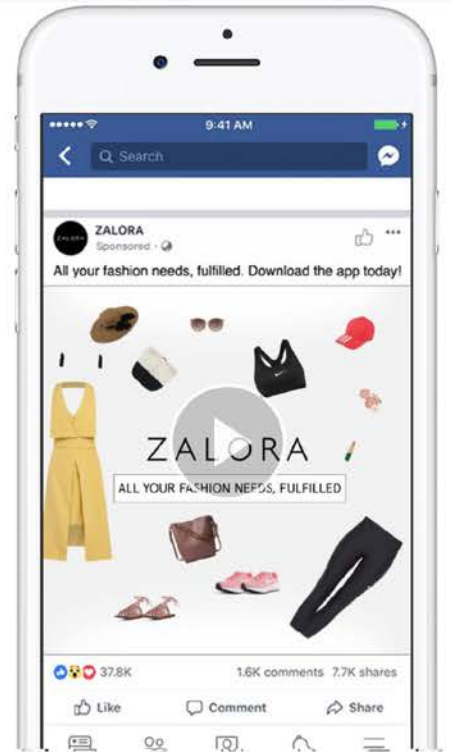 9:41 AM
Search
ZALORA
ZALORA
Sponsored ·
All your fashion needs, fulfilled. Download the app today!
ZALORA
ALL YOUR FASHION NEEDS, FULFILLED
37.8K 1.6K comments 7.7K shares
Like Comment Share